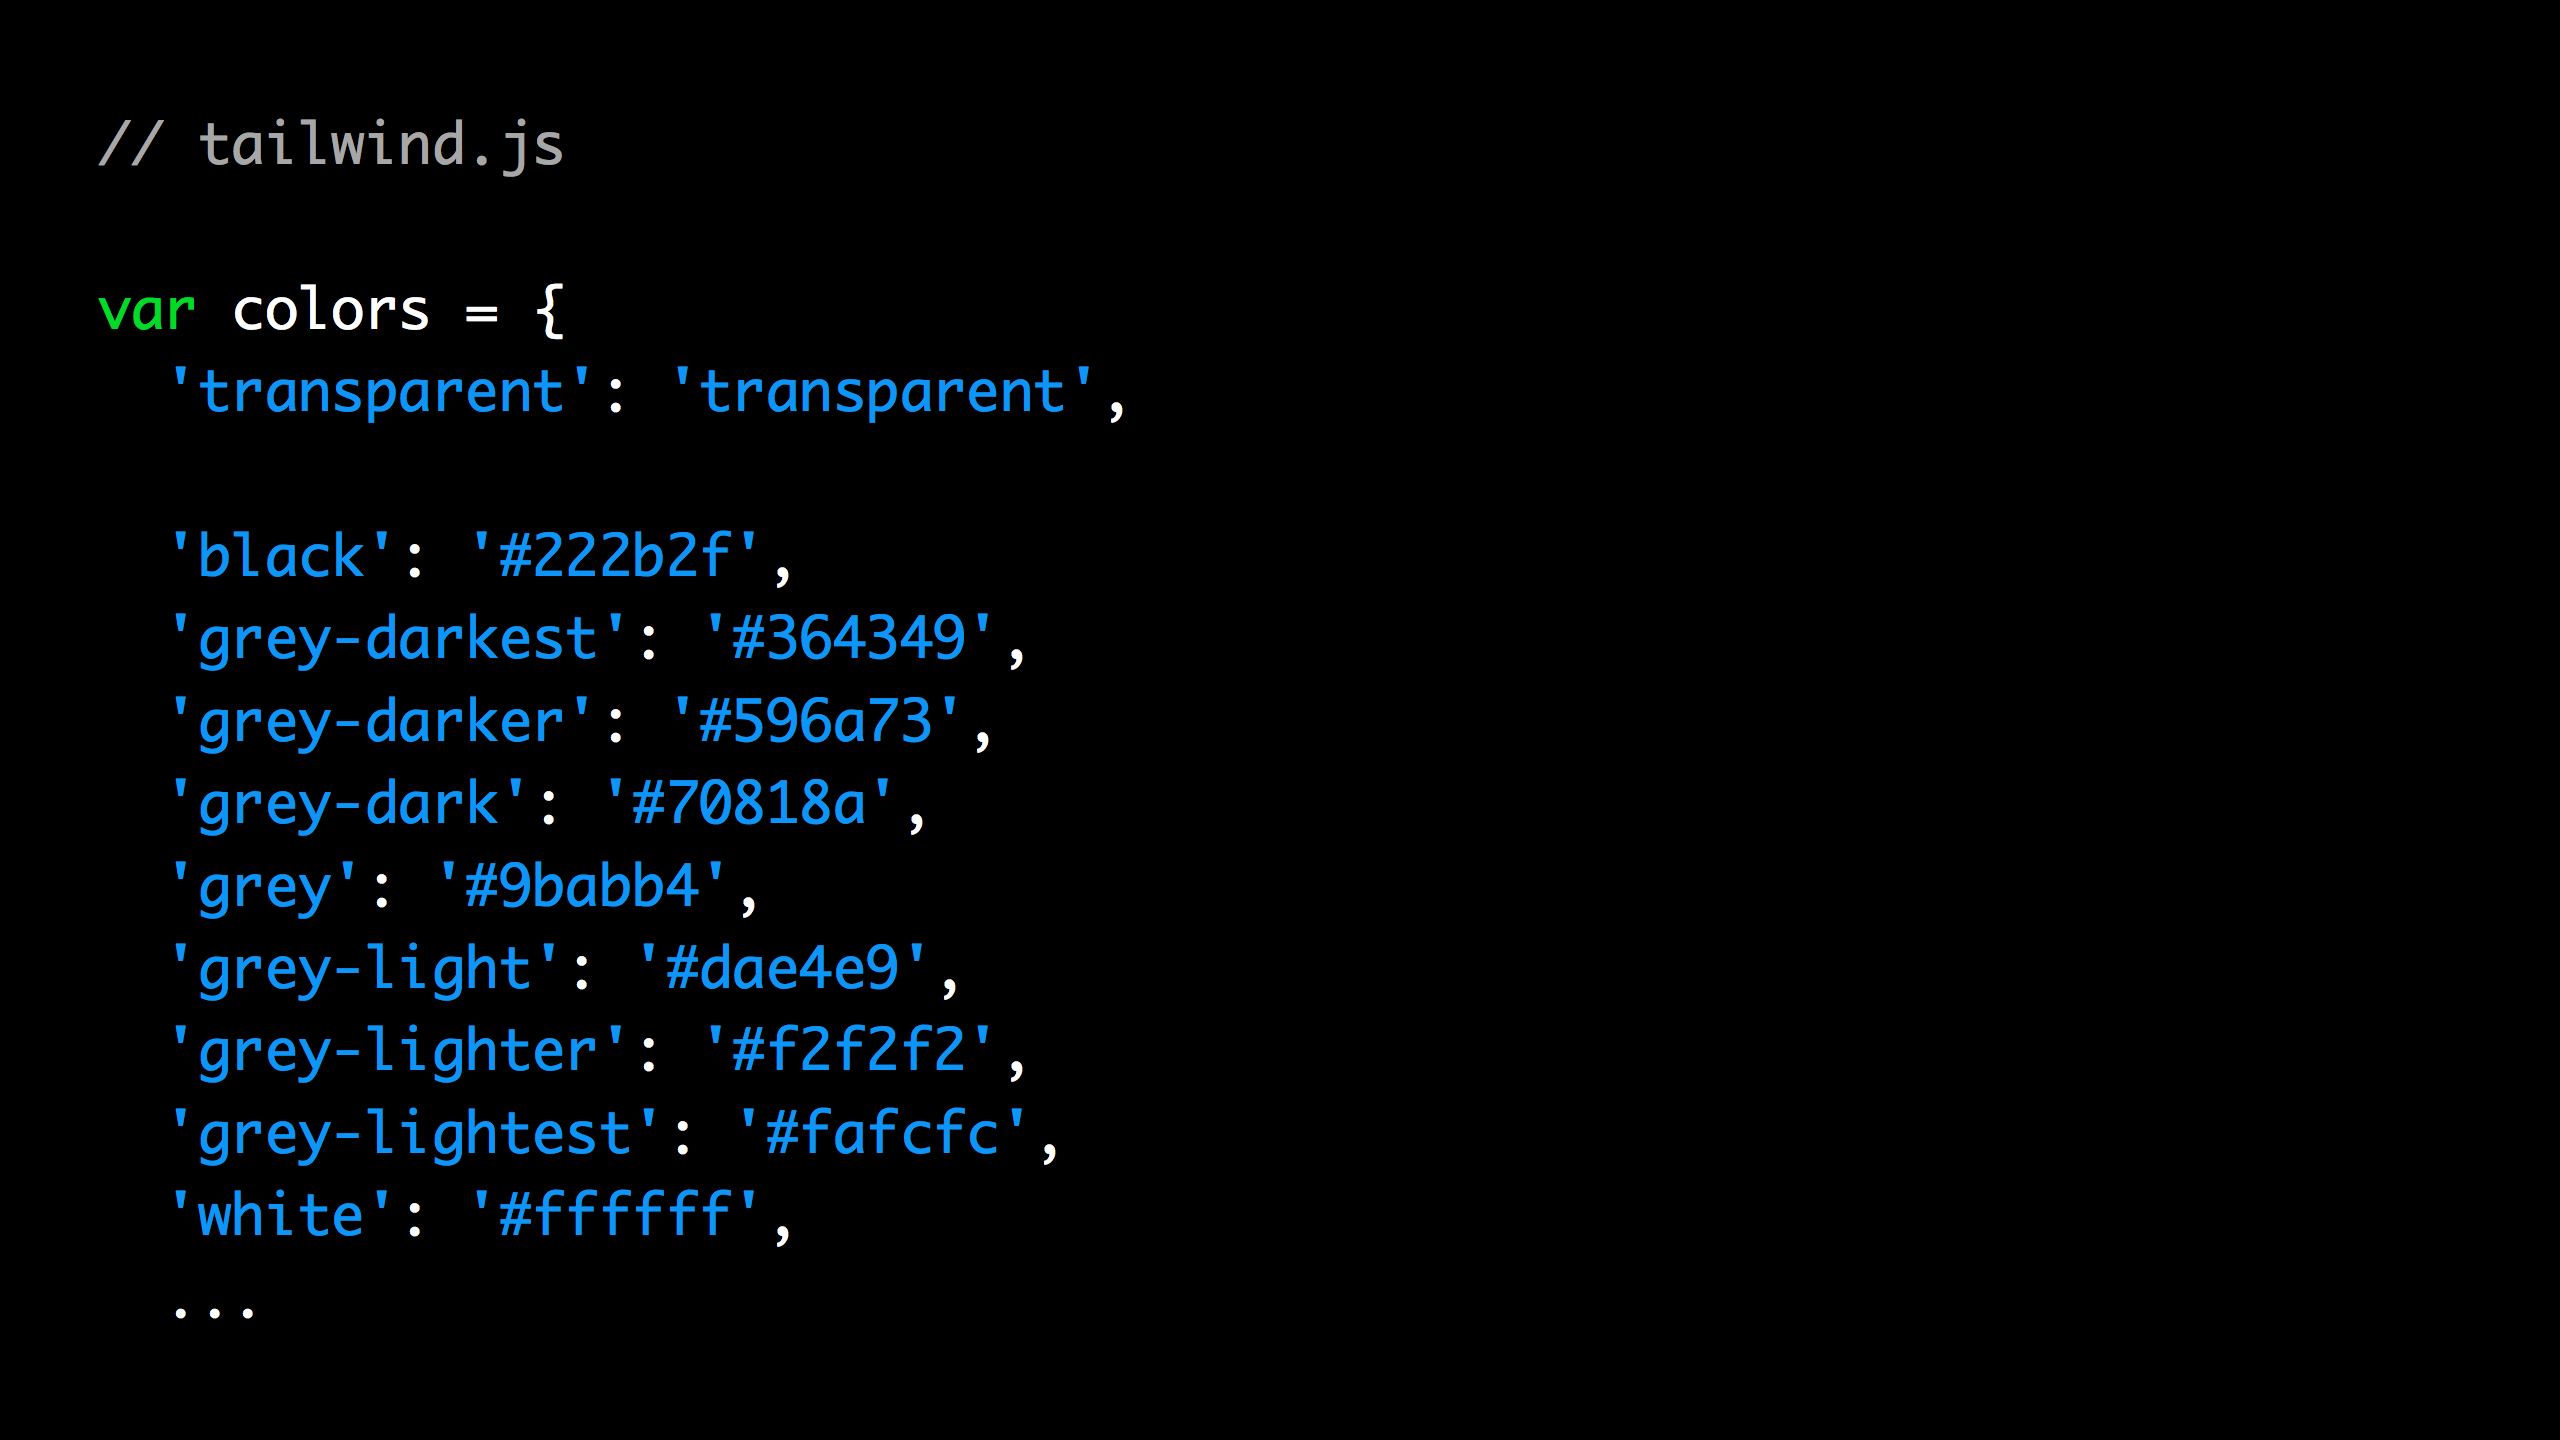 // tailwind.js
var colors = {
'transparent': 'transparent',
'black': '#222b2f',
'grey-darkest': '#364349',
'grey-darker': '#596a73',
'grey-dark': '#70818a',
'grey': '#9babb4',
'grey-light': '#dae4e9',
'grey-lighter': '#f2f2f2',
'grey-lightest': '#fafcfc',
'white': '#ffffff',
...